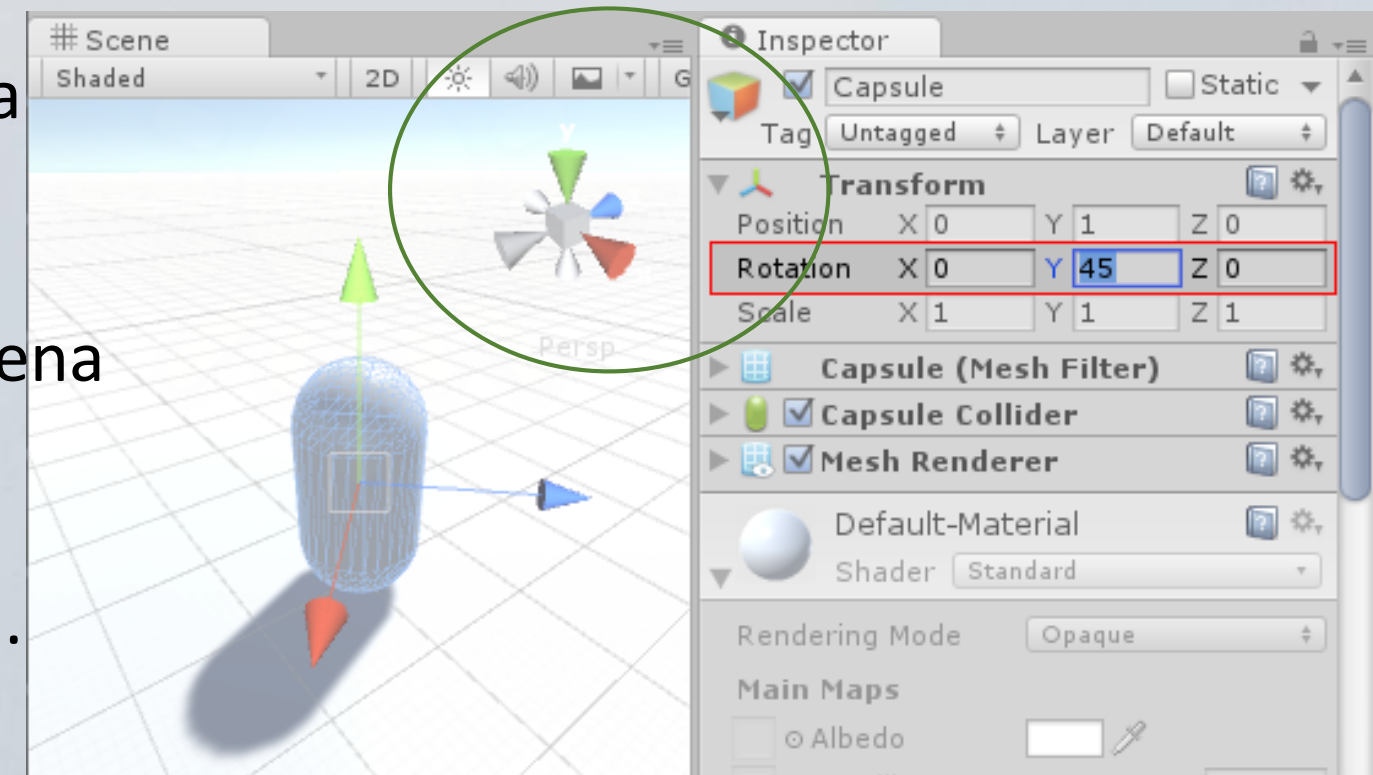 a
ena
.
Scene
Shaded 2D G
y
Persp
Inspector
Capsule Static
Tag Untagged Layer Default
Transform
Position X 0 Y 1 Z 0
Rotation X 0 Y 45 Z 0
Scale X 1 Y 1 Z 1
Capsule (Mesh Filter)
Capsule Collider
Mesh Renderer
Default-Material
Shader Standard
Rendering Mode Opaque
Main Maps
Albedo